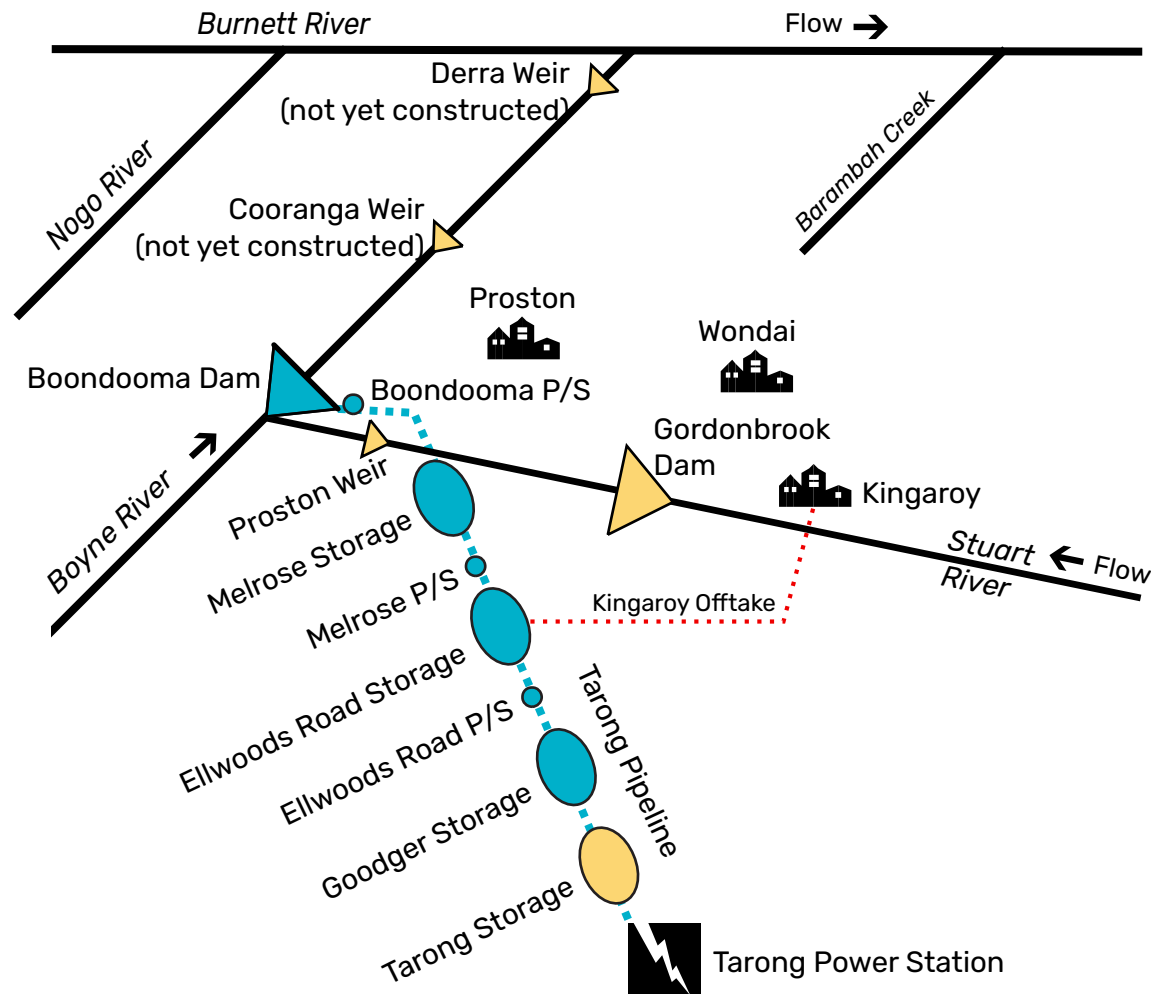 Burnett River
Flow
Derra Weir
(not yet constructed)
Nogo River
Barambah Creek
Cooranga Weir
(not yet constructed)
Proston
Wondai
Boondooma Dam
Boondooma P/S
Gordonbrook
Dam
Kingaroy
Boyne River
Proston Weir
Melrose Storage
Stuart
River
Flow
Melrose P/S
Kingaroy Offtake
Ellwoods Road Storage
Ellwoods Road P/S
Tarong Pipeline
Goodger Storage
Tarong Storage
Tarong Power Station